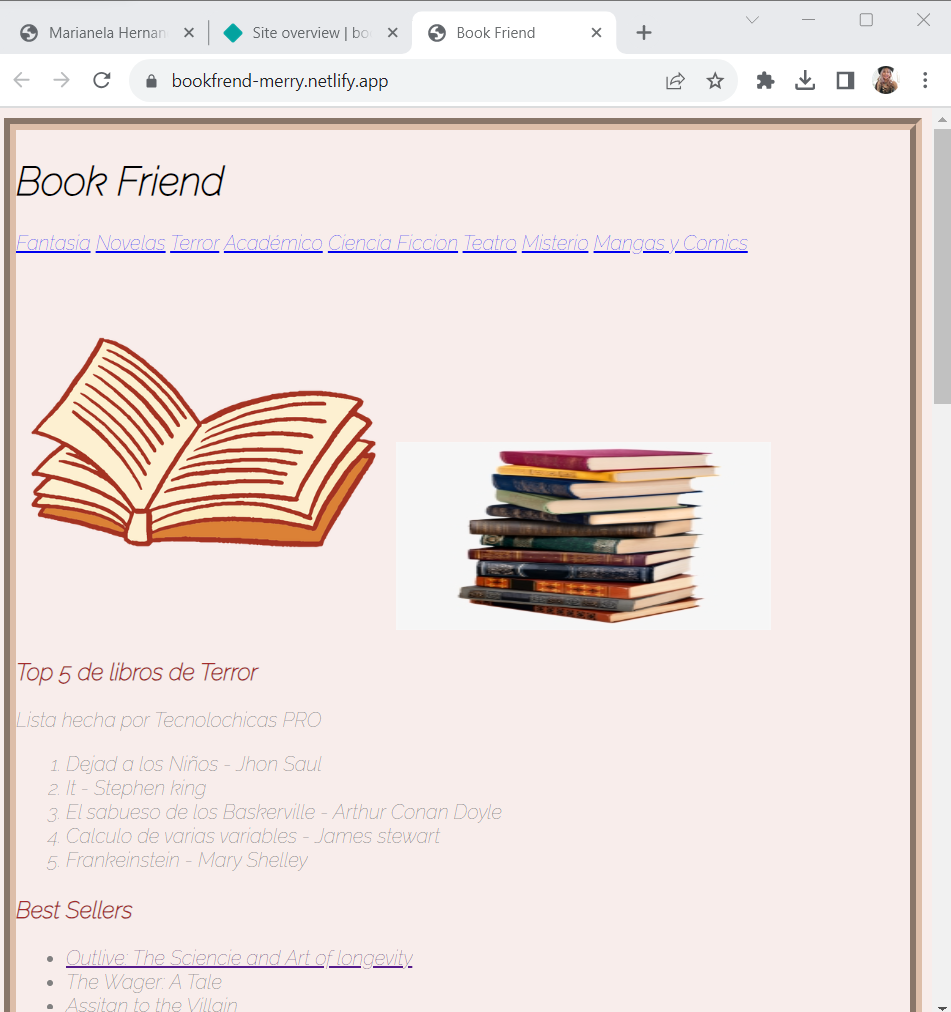 Marianela Hernan
Site overview | bo
Book Friend
bookfrend-merry.netlify.app
Book Friend
Fantasia Novelas Terror Académico Ciencia Ficcion Teatro Misterio Mangas y Comics
Top 5 de libros de Terror
Lista hecha por Tecnolochicas PRO
1. Dejad a los Niños - Jhon Saul
2. It - Stephen king
3. El sabueso de los Baskerville - Arthur Conan Doyle
4. Calculo de varias variables - James stewart
5. Frankeinstein - Mary Shelley
Best Sellers
• Outlive: The Sciencie and Art of longevity
• The Wager: A Tale
• Assitan to the Villain